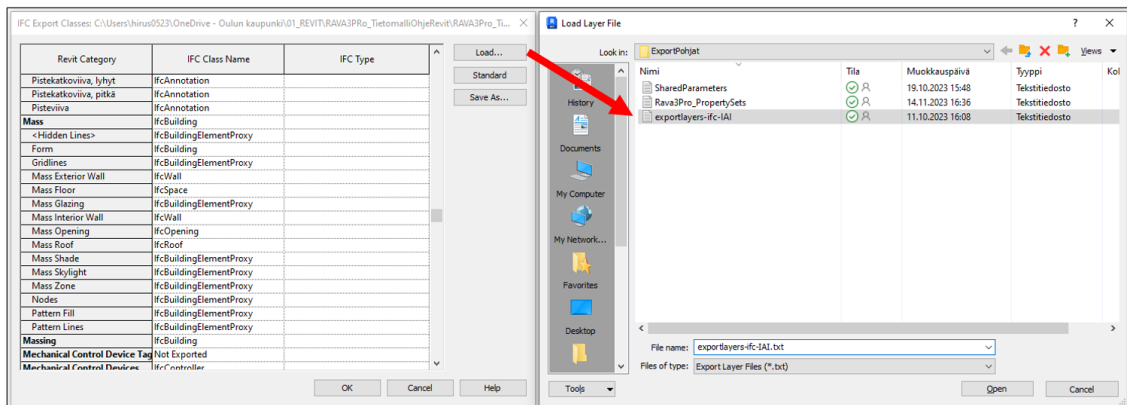 IFC Export Classes: C:\Users\hirus0523\OneDrive - Oulun kaupunki\01_REVIT\RAVA3PRo_TietomalliOhjeRevit\RAVA3Pro_Ti...
Revit Category IFC Class Name IFC Type
Pistekatkoviiva, lyhyt IfcAnnotation
Pistekatkoviiva, pitkä IfcAnnotation
Pisteviiva IfcAnnotation
Mass IfcBuilding
<Hidden Lines> IfcBuildingElementProxy
Form IfcBuilding
Gridlines IfcBuildingElementProxy
Mass Exterior Wall IfcWall
Mass Floor IfcSpace
Mass Glazing IfcBuildingElementProxy
Mass Interior Wall IfcWall
Mass Opening IfcOpening
Mass Roof IfcRoof
Mass Shade IfcBuildingElementProxy
Mass Skylight IfcBuildingElementProxy
Mass Zone IfcBuildingElementProxy
Nodes IfcBuildingElementProxy
Pattern Fill IfcBuildingElementProxy
Pattern Lines IfcBuildingElementProxy
Massing IfcBuilding
Mechanical Control Device Tag Not Exported
Mechanical Control Devices IfcController
Load...
Standard
Save As...
OK Cancel Help
Load Layer File ?
Look in: ExportPohjat Views
History
Documents
My Computer
My Network...
Favorites
Desktop
Nimi Tila Muokkauspäivä Tyyppi Kol
SharedParameters 19.10.2023 15:48 Tekstitiedosto
Rava3Pro_PropertySets 14.11.2023 16:36 Tekstitiedosto
exportlayers-ifc-IAI 11.10.2023 16:08 Tekstitiedosto
File name: exportlayers-ifc-IAI.txt
Files of type: Export Layer Files (*.txt)
Tools Open Cancel